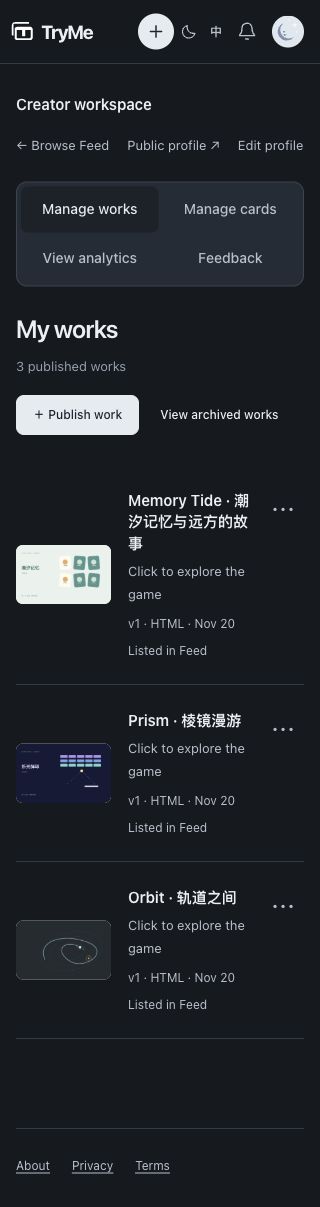 TryMe
中
Creator workspace
← Browse Feed
Public profile ↗
Edit profile
Manage works
Manage cards
View analytics
Feedback
My works
3 published works
+ Publish work
View archived works
Memory Tide · 潮
汐记忆与远方的故
事
Click to explore the
game
v1 · HTML · Nov 20
Listed in Feed
Prism · 棱镜漫游
Click to explore the
game
v1 · HTML · Nov 20
Listed in Feed
Orbit · 轨道之间
Click to explore the
game
v1 · HTML · Nov 20
Listed in Feed
About
Privacy
Terms